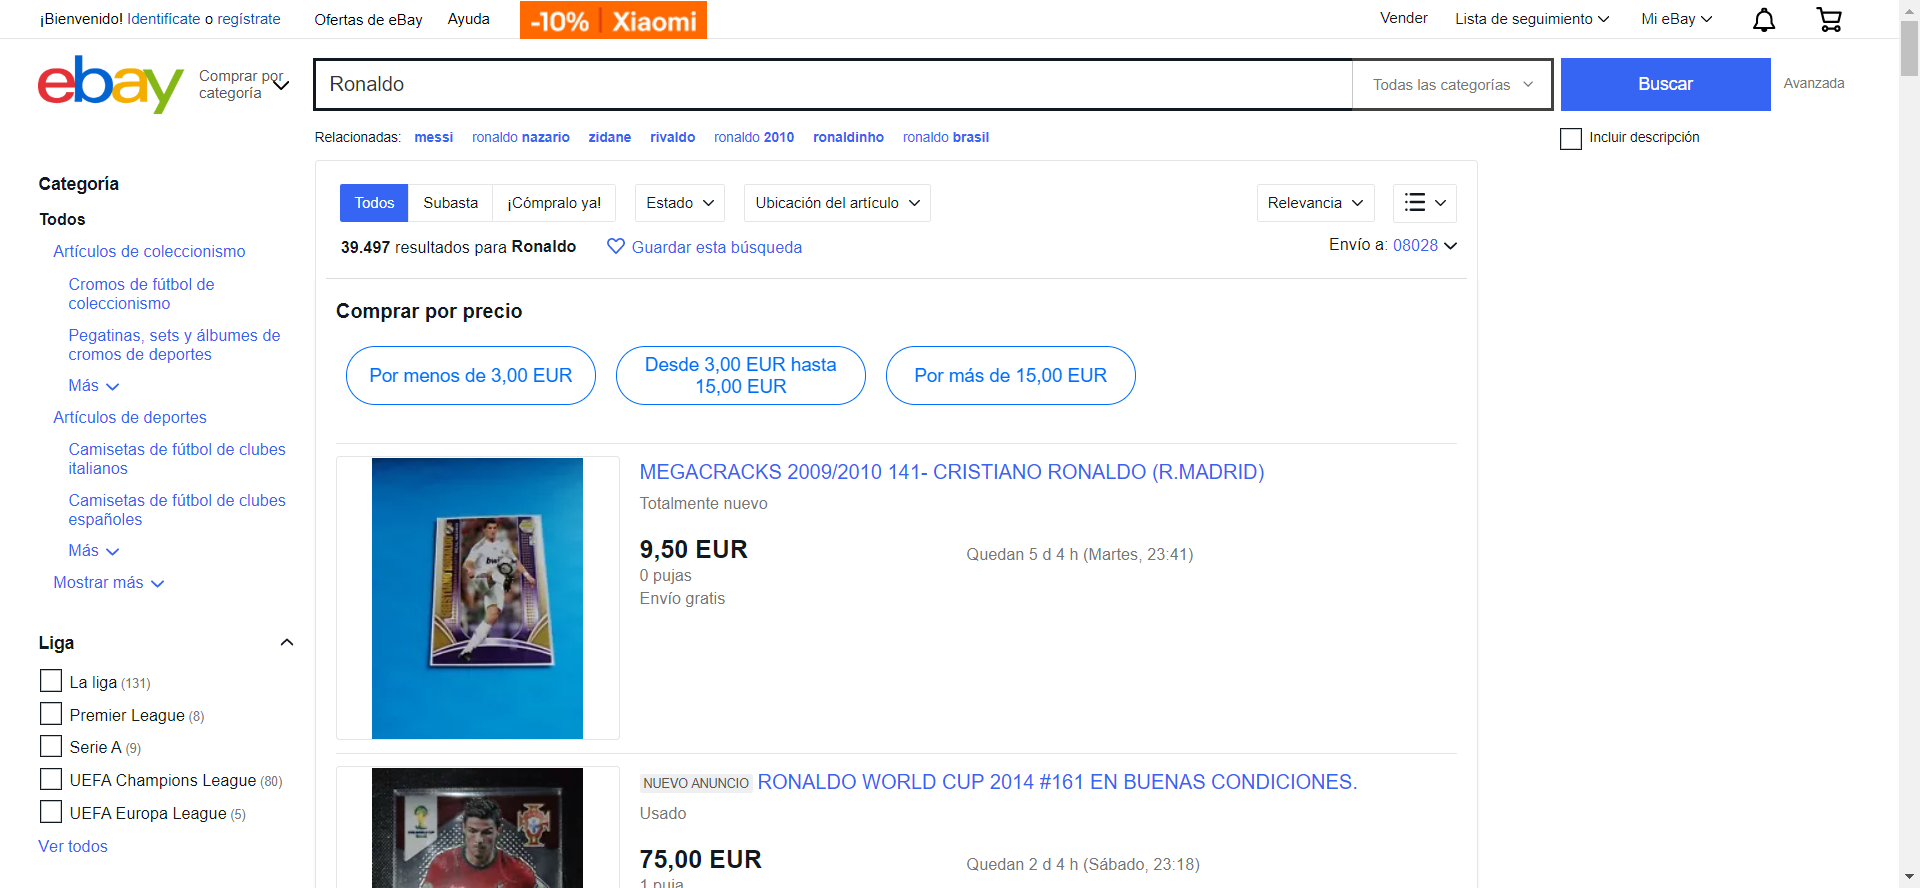 ¡Bienvenido! Identifícate o regístrate
Ofertas de eBay
Ayuda
-10% | Xiaomi
Vender
Lista de seguimiento
Mi eBay
ebay
Comprar por
categoría
Ronaldo
Todas las categorías
Buscar
Avanzada
Relacionadas: messi ronaldo nazario zidane rivaldo ronaldo 2010 ronaldinho ronaldo brasil
Incluir descripción
Categoría
Todos
Artículos de coleccionismo
Cromos de fútbol de
coleccionismo
Pegatinas, sets y álbumes de
cromos de deportes
Más
Artículos de deportes
Camisetas de fútbol de clubes
italianos
Camisetas de fútbol de clubes
españoles
Más
Mostrar más
Liga
La liga (131)
Premier League (8)
Serie A (9)
UEFA Champions League (80)
UEFA Europa League (5)
Ver todos
Todos
Subasta
¡Cómpralo ya!
Estado
Ubicación del artículo
Relevancia
39.497 resultados para Ronaldo
Guardar esta búsqueda
Envío a: 08028
Comprar por precio
Por menos de 3,00 EUR
Desde 3,00 EUR hasta
15,00 EUR
Por más de 15,00 EUR
MEGACRACKS 2009/2010 141- CRISTIANO RONALDO (R.MADRID)
Totalmente nuevo
9,50 EUR
Quedan 5 d 4 h (Martes, 23:41)
0 pujas
Envío gratis
NUEVO ANUNCIO RONALDO WORLD CUP 2014 #161 EN BUENAS CONDICIONES.
Usado
75,00 EUR
Quedan 2 d 4 h (Sábado, 23:18)
1 puja